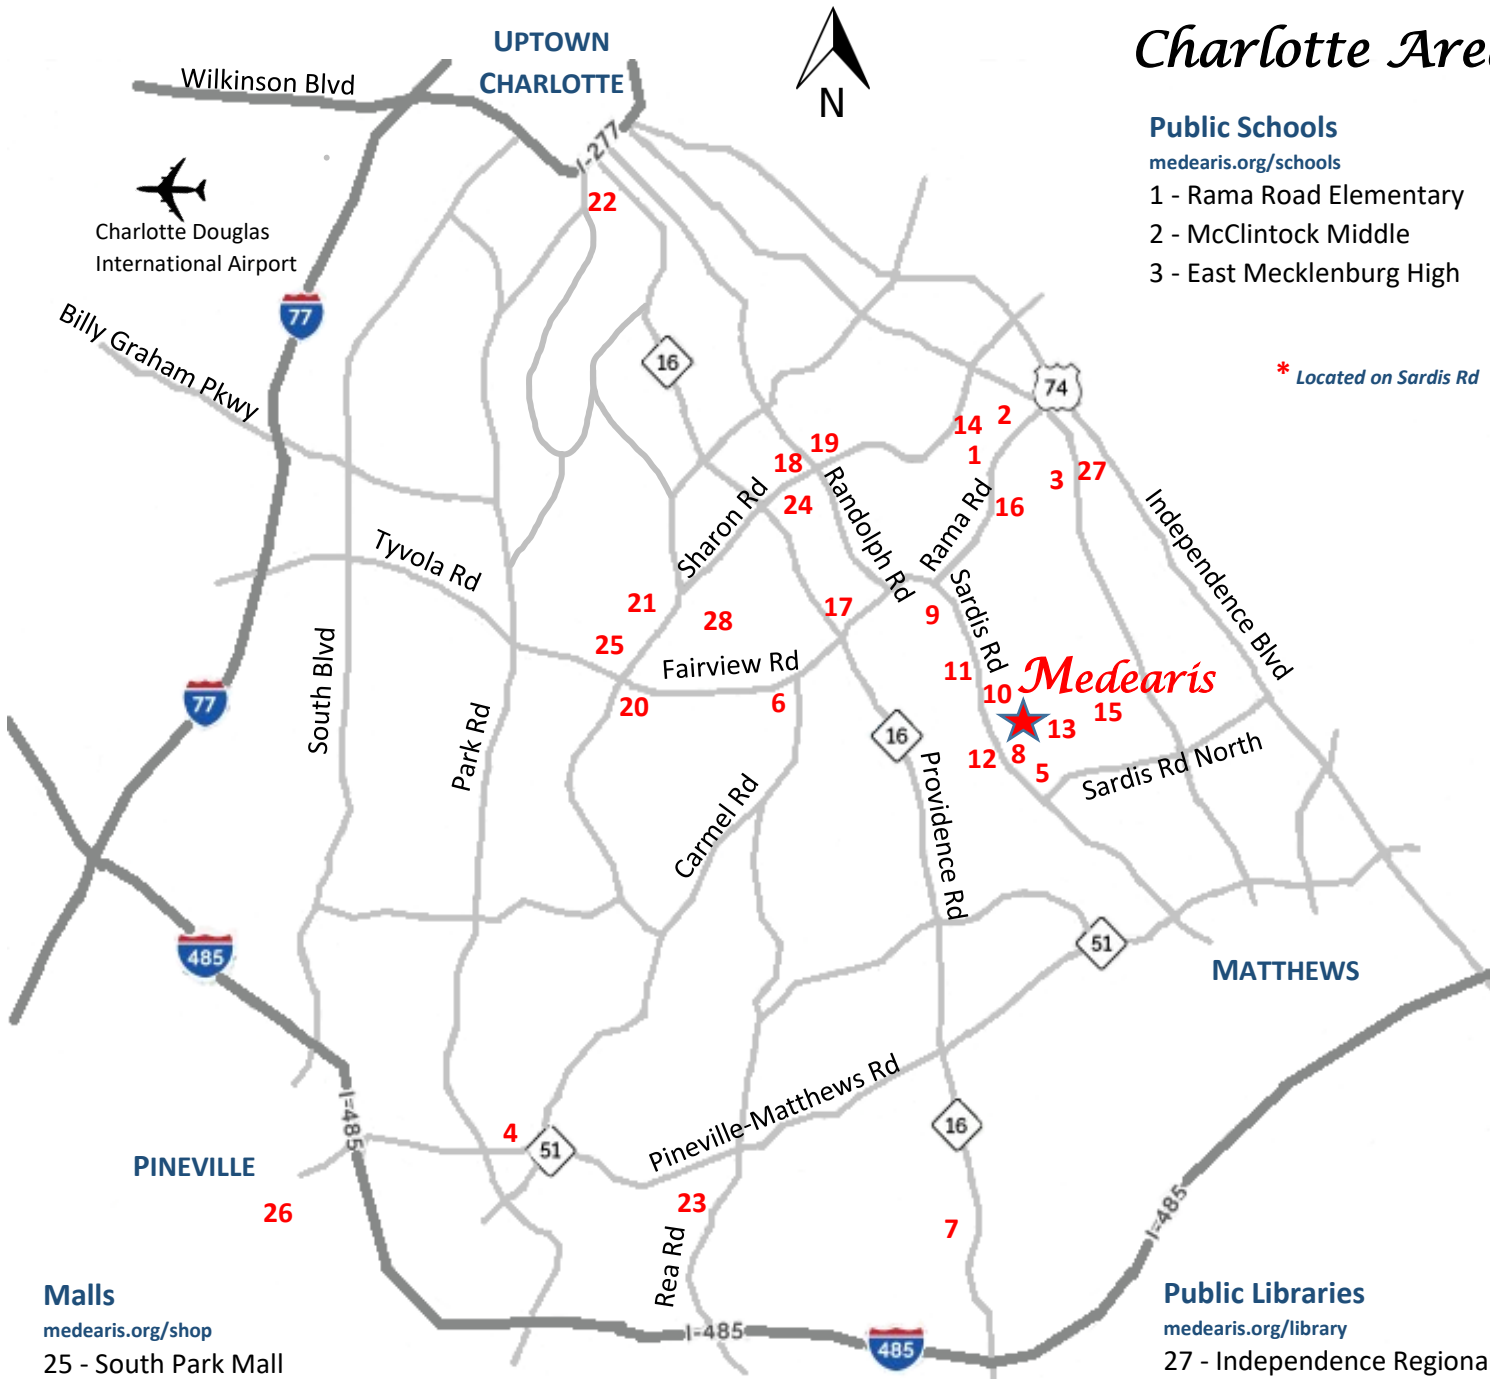 UPTOWN
CHARLOTTE
Charlotte Are
Wilkinson Blvd
N
I-277
Public Schools
medearis.org/schools
1 - Rama Road Elementary
2 - McClintock Middle
3 - East Mecklenburg High
22
Charlotte Douglas
International Airport
77
Billy Graham Pkwy
16
74
* Located on Sardis Rd
2
14
19
1
18
27
3
24
16
Sharon Rd
Randolph Rd
Rama Rd
Independence Blvd
Tyvola Rd
Sardis Rd
21
28
17
9
25
Fairview Rd
11
Medearis
10
20
6
15
13
77
South Blvd
Park Rd
16
12
8
5
Sardis Rd North
Carmel Rd
Providence Rd
485
51
MATTHEWS
I-485
Pineville-Matthews Rd
16
4
51
PINEVILLE
26
23
7
I-485
Rea Rd
Malls
medearis.org/shop
25 - South Park Mall
I-485
485
Public Libraries
medearis.org/library
27 - Independence Regiona